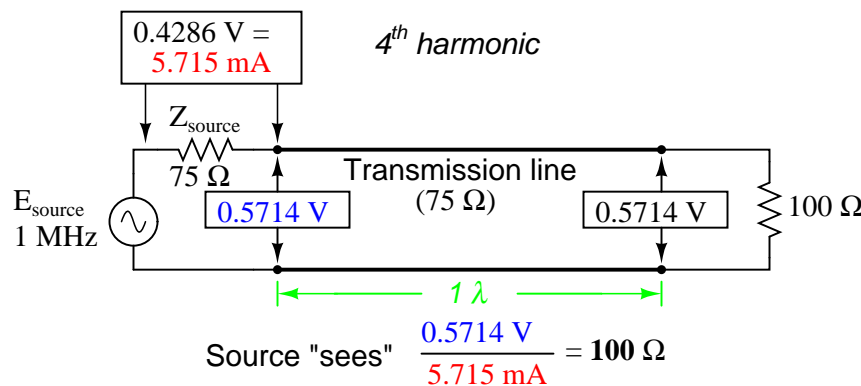 0.4286 V =
5.715 mA
4th harmonic
Zsource
75 Ω
Transmission line
(75 Ω)
Esource
1 MHz
0.5714 V
0.5714 V
100 Ω
1 λ
Source "sees" 0.5714 V / 5.715 mA = 100 Ω